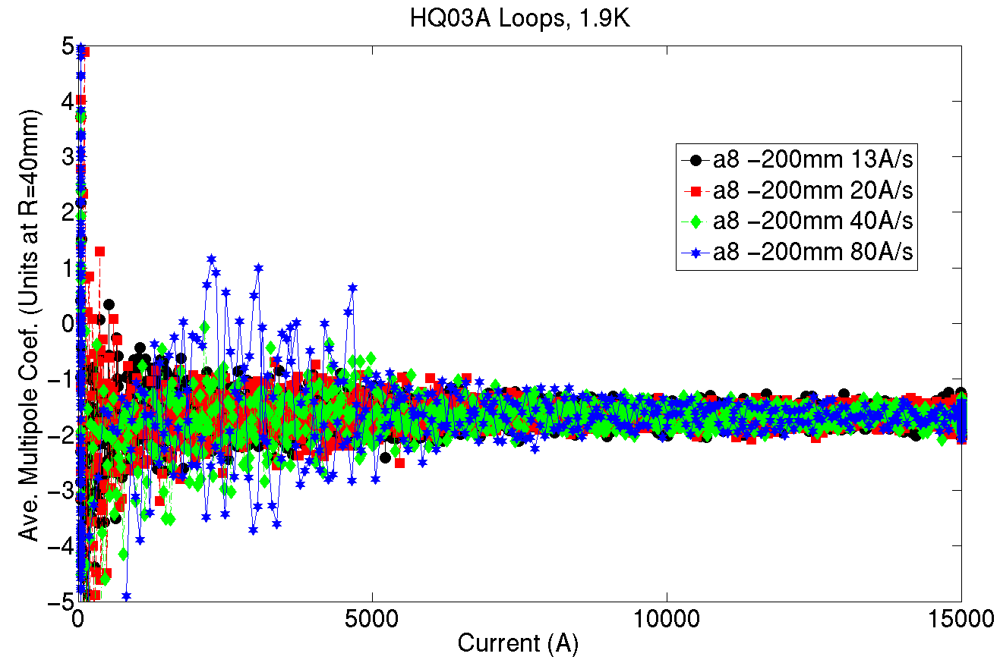 HQ03A Loops, 1.9K
5
4
3
2
1
0
−1
−2
−3
−4
−5
Ave. Multipole Coef. (Units at R=40mm)
a8 −200mm 13A/s
a8 −200mm 20A/s
a8 −200mm 40A/s
a8 −200mm 80A/s
0 5000 10000 15000
Current (A)